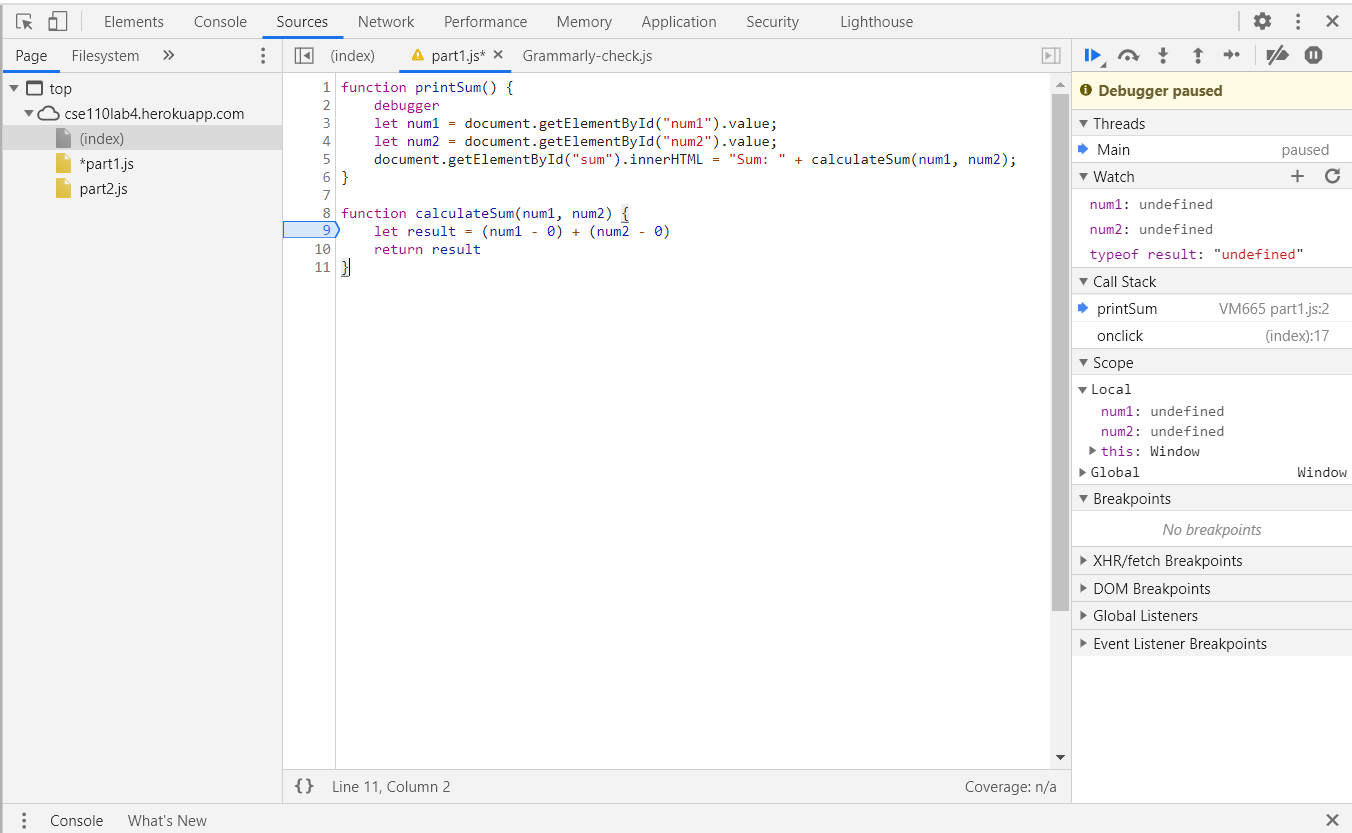 Elements Console Sources Network Performance Memory Application Security Lighthouse
Page Filesystem
top
cse110lab4.herokuapp.com
(index)
*part1.js
part2.js
(index) part1.js* Grammarly-check.js
1 function printSum() {
2 debugger
3 let num1 = document.getElementById("num1").value;
4 let num2 = document.getElementById("num2").value;
5 document.getElementById("sum").innerHTML = "Sum: " + calculateSum(num1, num2);
6 }
7
8 function calculateSum(num1, num2) {
9 let result = (num1 - 0) + (num2 - 0)
10 return result
11 }
{} Line 11, Column 2 Coverage: n/a
Debugger paused
Threads
Main paused
Watch
num1: undefined
num2: undefined
typeof result: "undefined"
Call Stack
printSum VM665 part1.js:2
onclick (index):17
Scope
Local
num1: undefined
num2: undefined
this: Window
Global Window
Breakpoints
No breakpoints
XHR/fetch Breakpoints
DOM Breakpoints
Global Listeners
Event Listener Breakpoints
Console What's New